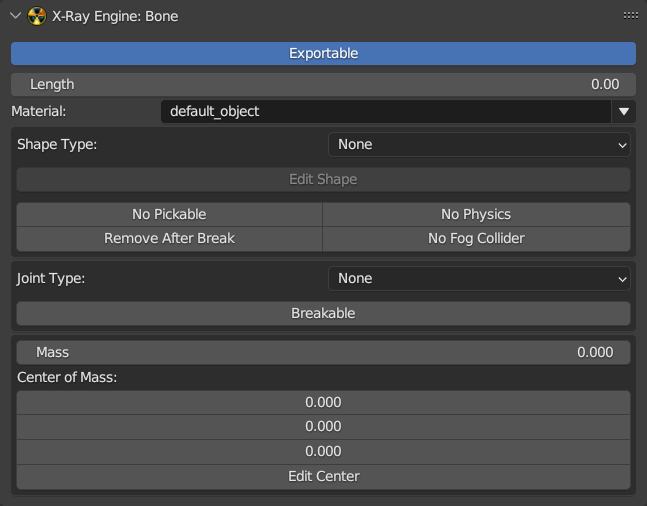 X-Ray Engine: Bone
Exportable
Length 0.00
Material: default_object
Shape Type: None
Edit Shape
No Pickable No Physics
Remove After Break No Fog Collider
Joint Type: None
Breakable
Mass 0.000
Center of Mass:
0.000
0.000
0.000
Edit Center